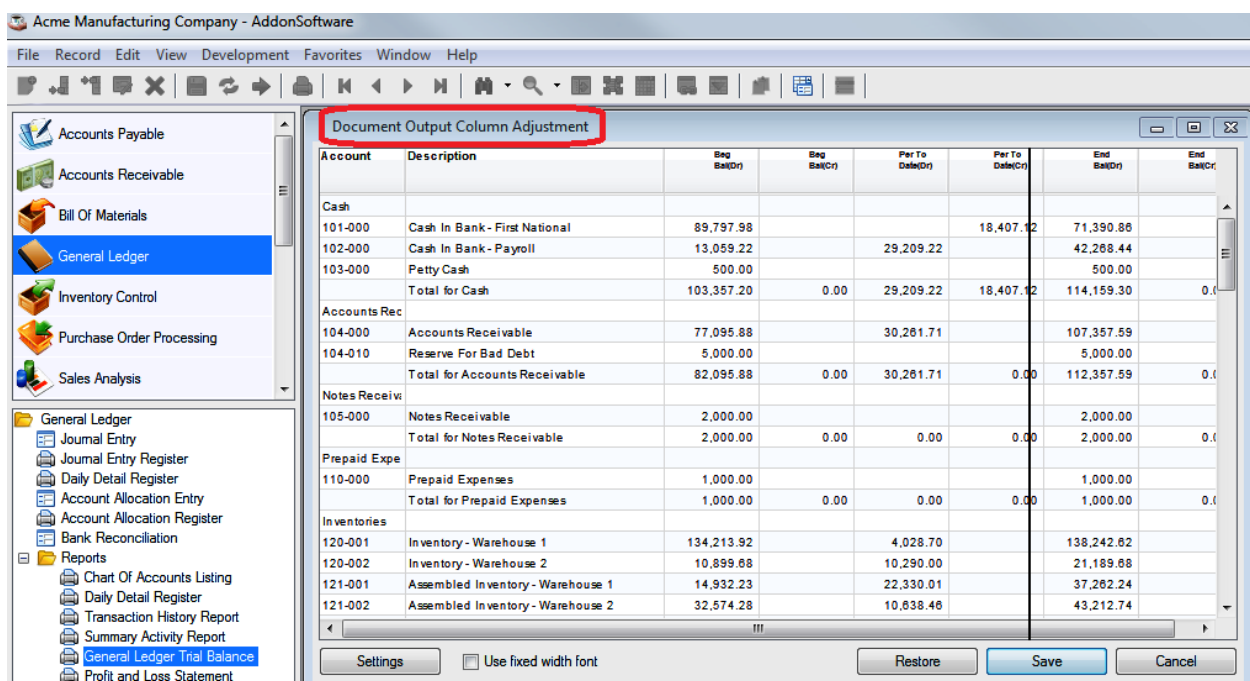 Acme Manufacturing Company - AddonSoftware
File Record Edit View Development Favorites Window Help
Accounts Payable
Accounts Receivable
Bill Of Materials
General Ledger
Inventory Control
Purchase Order Processing
Sales Analysis
General Ledger
Journal Entry
Journal Entry Register
Daily Detail Register
Account Allocation Entry
Account Allocation Register
Bank Reconciliation
Reports
Chart Of Accounts Listing
Daily Detail Register
Transaction History Report
Summary Activity Report
General Ledger Trial Balance
Profit and Loss Statement
Document Output Column Adjustment
Account Description Beg Bal(Dr) Beg Bal(Cr) Per To Date(Dr) Per To Date(Cr) End Bal(Dr) End Bal(Cr)
Cash
101-000 Cash In Bank - First National 89,797.98 18,407.12 71,390.86
102-000 Cash In Bank - Payroll 13,059.22 29,209.22 42,268.44
103-000 Petty Cash 500.00 500.00
Total for Cash 103,357.20 0.00 29,209.22 18,407.12 114,159.30 0.0
Accounts Rec
104-000 Accounts Receivable 77,095.88 30,261.71 107,357.59
104-010 Reserve For Bad Debt 5,000.00 5,000.00
Total for Accounts Receivable 82,095.88 0.00 30,261.71 0.00 112,357.59 0.0
Notes Receiva
105-000 Notes Receivable 2,000.00 2,000.00
Total for Notes Receivable 2,000.00 0.00 0.00 0.00 2,000.00 0.0
Prepaid Expe
110-000 Prepaid Expenses 1,000.00 1,000.00
Total for Prepaid Expenses 1,000.00 0.00 0.00 0.00 1,000.00 0.0
Inventories
120-001 Inventory - Warehouse 1 134,213.92 4,028.70 138,242.62
120-002 Inventory - Warehouse 2 10,899.68 10,290.00 21,189.68
121-001 Assembled Inventory - Warehouse 1 14,932.23 22,330.01 37,262.24
121-002 Assembled Inventory - Warehouse 2 32,574.28 10,638.46 43,212.74
Settings Use fixed width font Restore Save Cancel